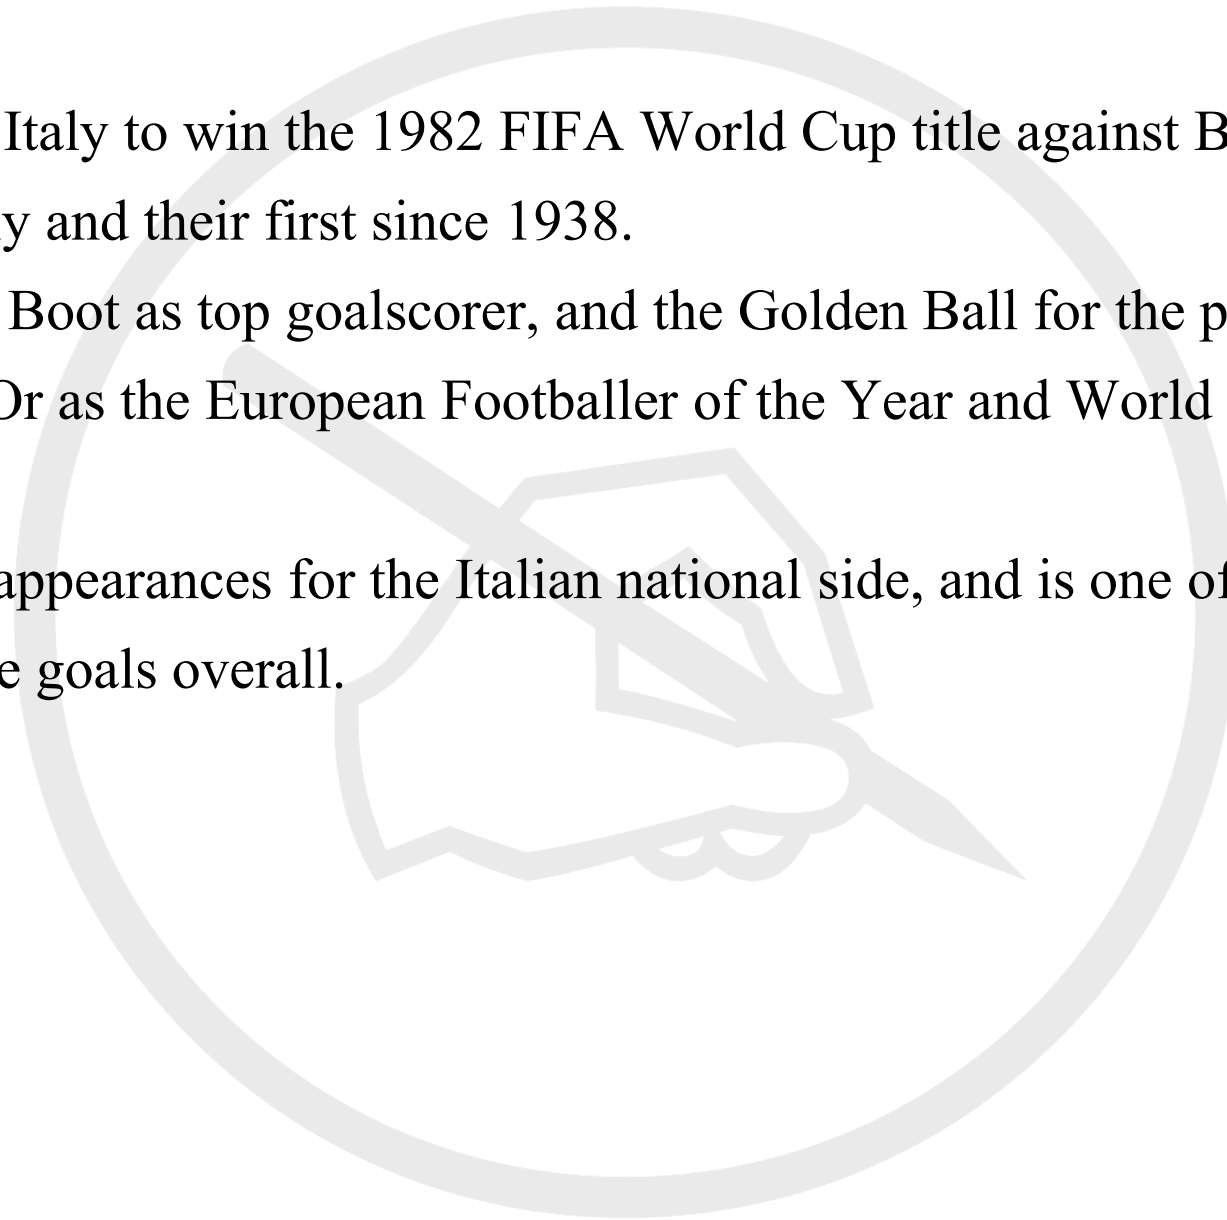 Italy to win the 1982 FIFA World Cup title against B
y and their first since 1938.
Boot as top goalscorer, and the Golden Ball for the p
Or as the European Footballer of the Year and World
appearances for the Italian national side, and is one of
e goals overall.